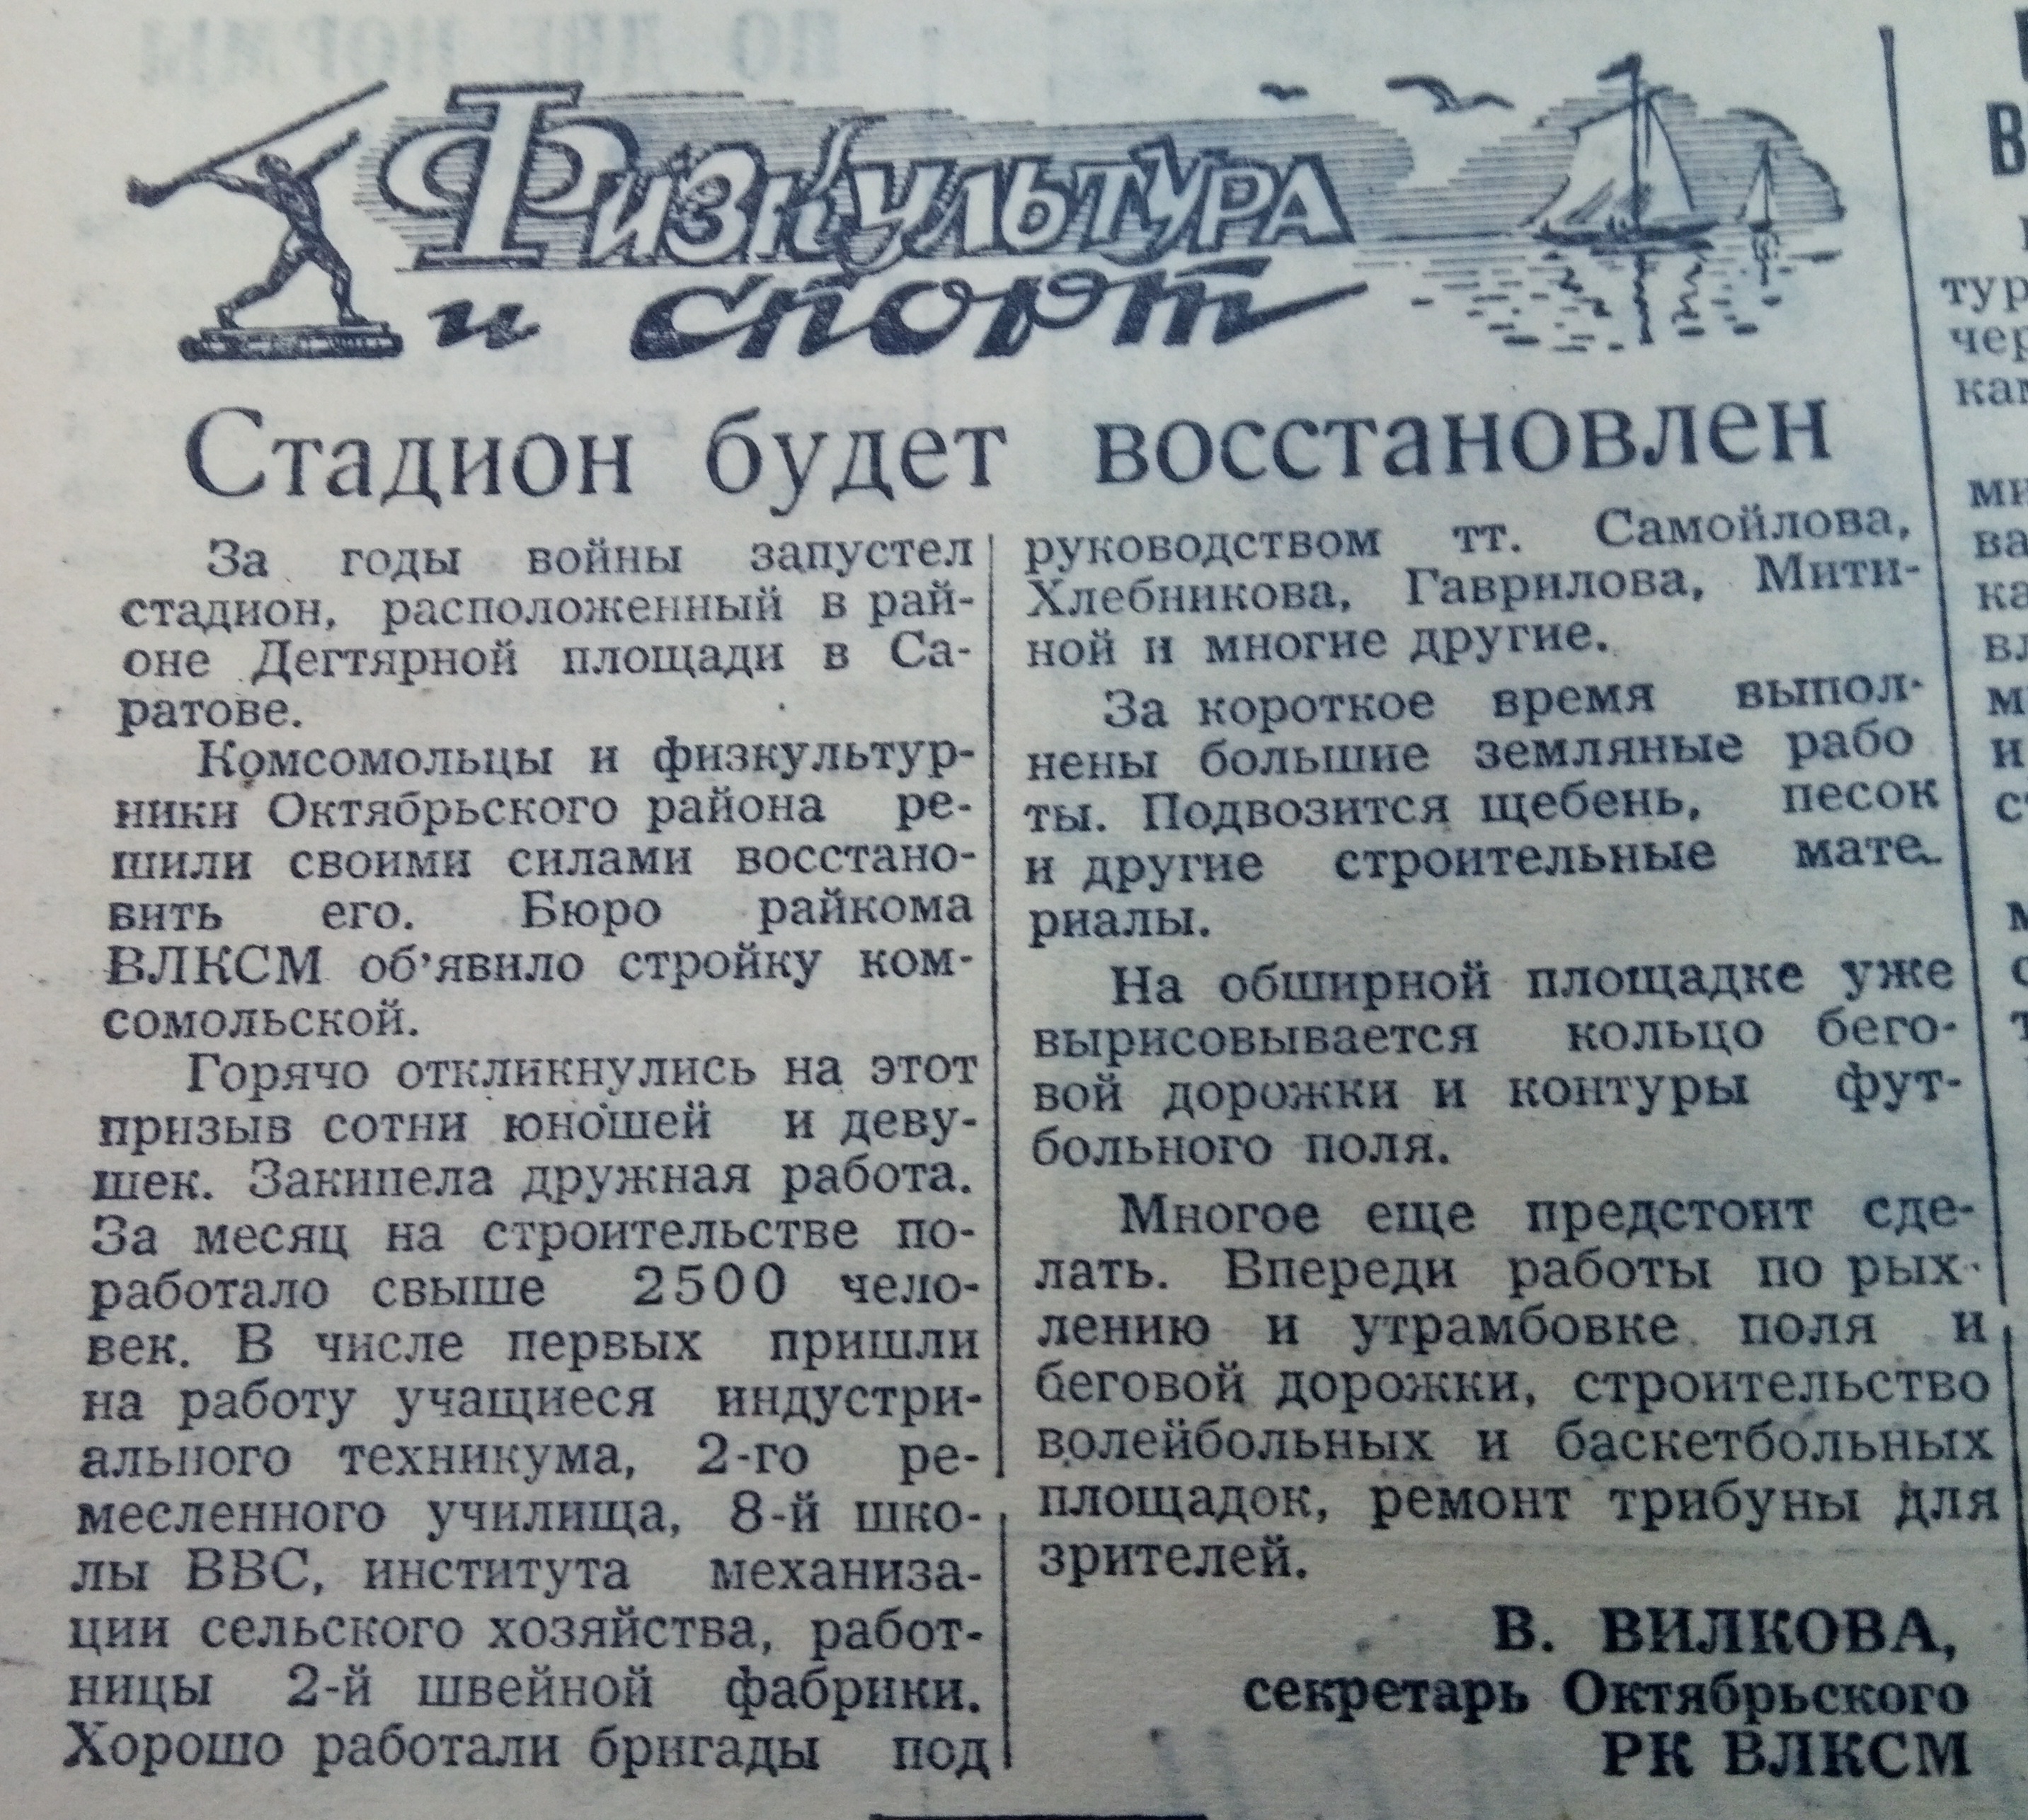 Физкультура
и спорт
Стадион будет восстановлен
За годы войны запустел
стадион, расположенный в рай-
оне Дегтярной площади в Са-
ратове.
Комсомольцы и физкультур-
ники Октябрьского района ре-
шили своими силами восстано-
вить его. Бюро райкома
ВЛКСМ об’явило стройку ком-
сомольской.
Горячо откликнулись на этот
призыв сотни юношей и деву-
шек. Закипела дружная работа.
За месяц на строительстве по-
работало свыше 2500 чело-
век. В числе первых пришли
на работу учащиеся индустри-
ального техникума, 2-го ре-
месленного училища, 8-й шко-
лы ВВС, института механиза-
ции сельского хозяйства, работ-
ницы 2-й швейной фабрики.
Хорошо работали бригады под
руководством тт. Самойлова,
Хлебникова, Гаврилова, Мити-
ной и многие другие.
За короткое время выпол-
нены большие земляные рабо
ты. Подвозится щебень, песок
и другие строительные мате-
риалы.
На обширной площадке уже
вырисовывается кольцо бего-
вой дорожки и контуры фут-
больного поля.
Многое еще предстоит сде-
лать. Впереди работы по рых-
лению и утрамбовке поля и
беговой дорожки, строительство
волейбольных и баскетбольных
площадок, ремонт трибуны для
зрителей.
В. ВИЛКОВА,
секретарь Октябрьского
РК ВЛКСМ